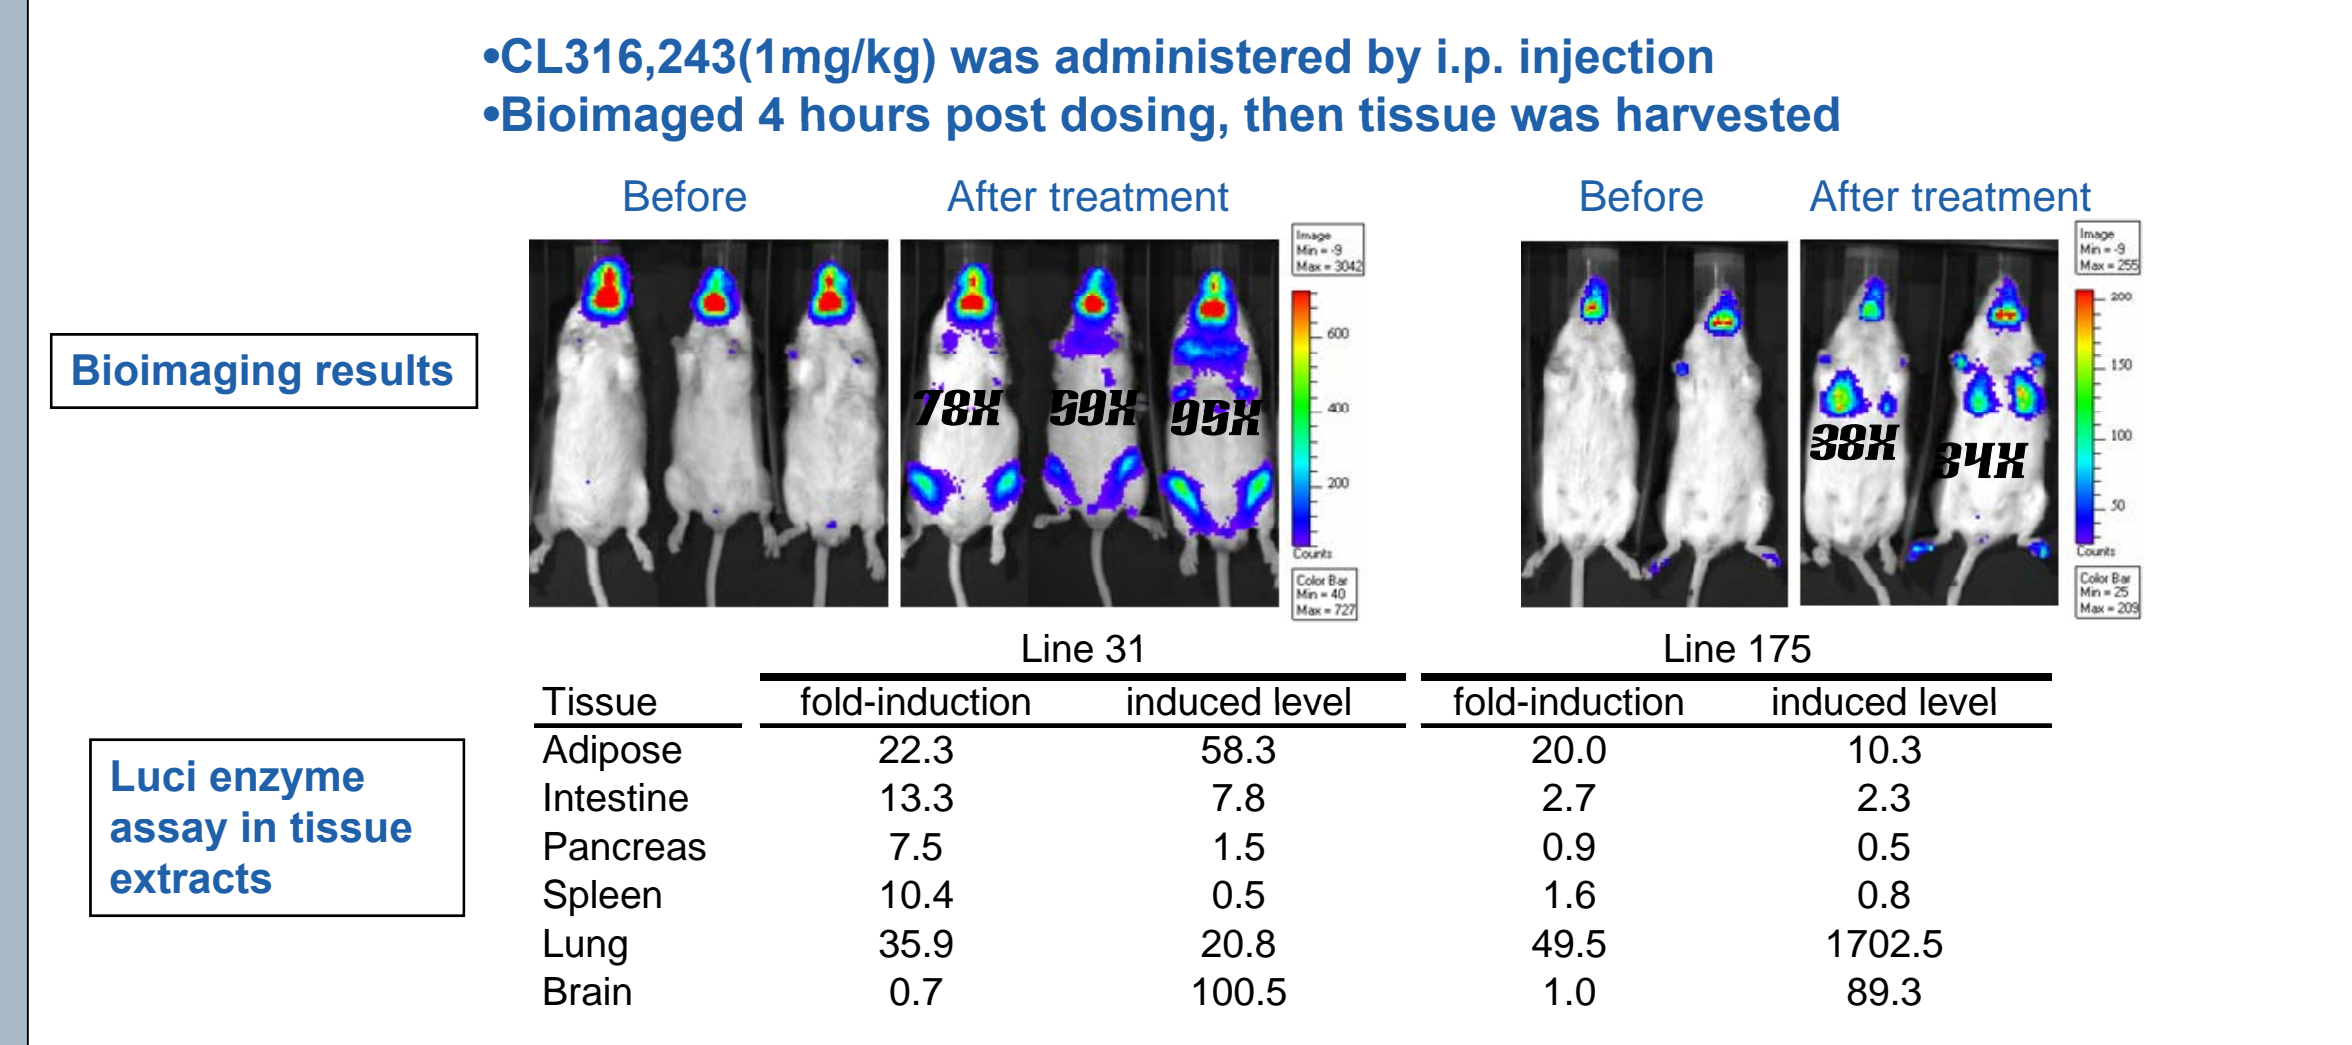 •CL316,243(1mg/kg) was administered by i.p. injection
•Bioimaged 4 hours post dosing, then tissue was harvested
Before After treatment Before After treatment
Image
Min = -9
Max = 3042
600
400
200
Counts
Color Bar
Min = 40
Max = 727
Image
Min = -9
Max = 255
200
150
100
50
Counts
Color Bar
Min = 25
Max = 209
Bioimaging results
78X 59X 95X 38X 34X
Line 31 Line 175
Tissue fold-induction induced level fold-induction induced level
Adipose 22.3 58.3 20.0 10.3
Intestine 13.3 7.8 2.7 2.3
Pancreas 7.5 1.5 0.9 0.5
Spleen 10.4 0.5 1.6 0.8
Lung 35.9 20.8 49.5 1702.5
Brain 0.7 100.5 1.0 89.3
Luci enzyme
assay in tissue
extracts